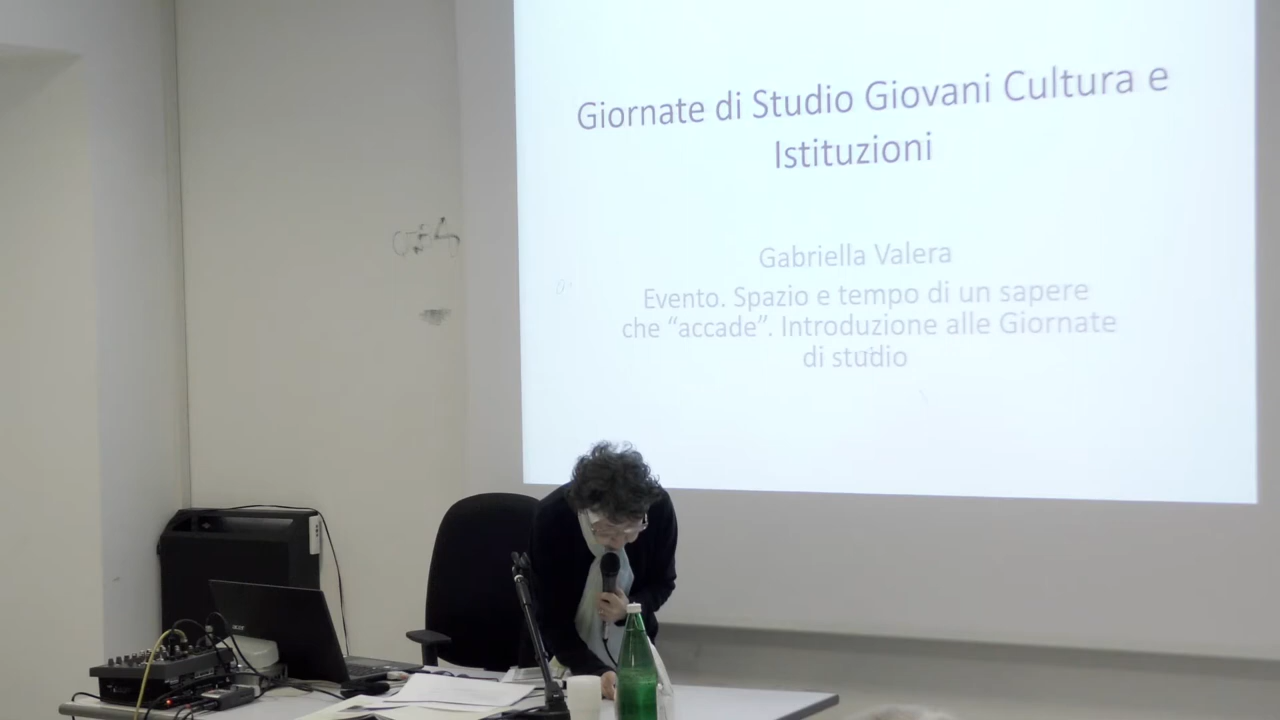 Giornate di Studio Giovani Cultura e
Istituzioni
Gabriella Valera
Evento. Spazio e tempo di un sapere
che “accade”. Introduzione alle Giornate
di studio
acer